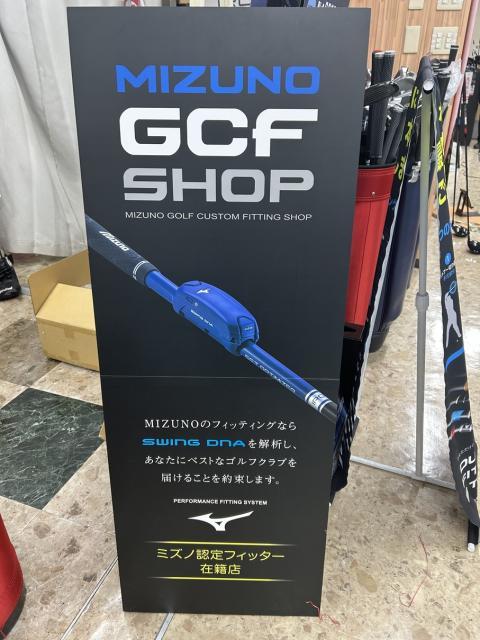 MIZUNO
GCF
SHOP
MIZUNO GOLF CUSTOM FITTING SHOP
MIZUNO
SWING DNA
MIZUNOのフィッティングなら
SWING DNAを解析し、
あなたにベストなゴルフクラブを
届けることを約束します。
PERFORMANCE FITTING SYSTEM
ミズノ認定フィッター
在籍店